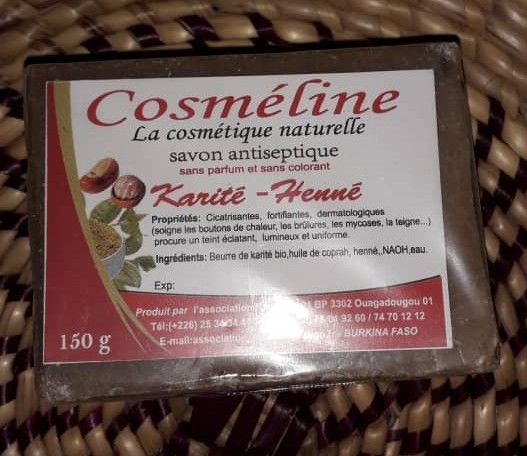 Cosméline
La cosmétique naturelle
savon antiseptique
sans parfum et sans colorant
Karité - Henné
Propriétés: Cicatrisantes, fortifiantes, dermatologiques
(soigne les boutons de chaleur, les brûlures, les mycoses, la teigne...)
procure un teint éclatant, lumineux et uniforme.
Ingrédients: Beurre de karité bio,huile de coprah, henné,,NAOH,eau.
Exp:
Produit par l'association 01 BP 3302 Ouagadougou 01
Tél:(+226) 25 92 60 / 74 70 12 12
E-mail: BURKINA FASO
150 g